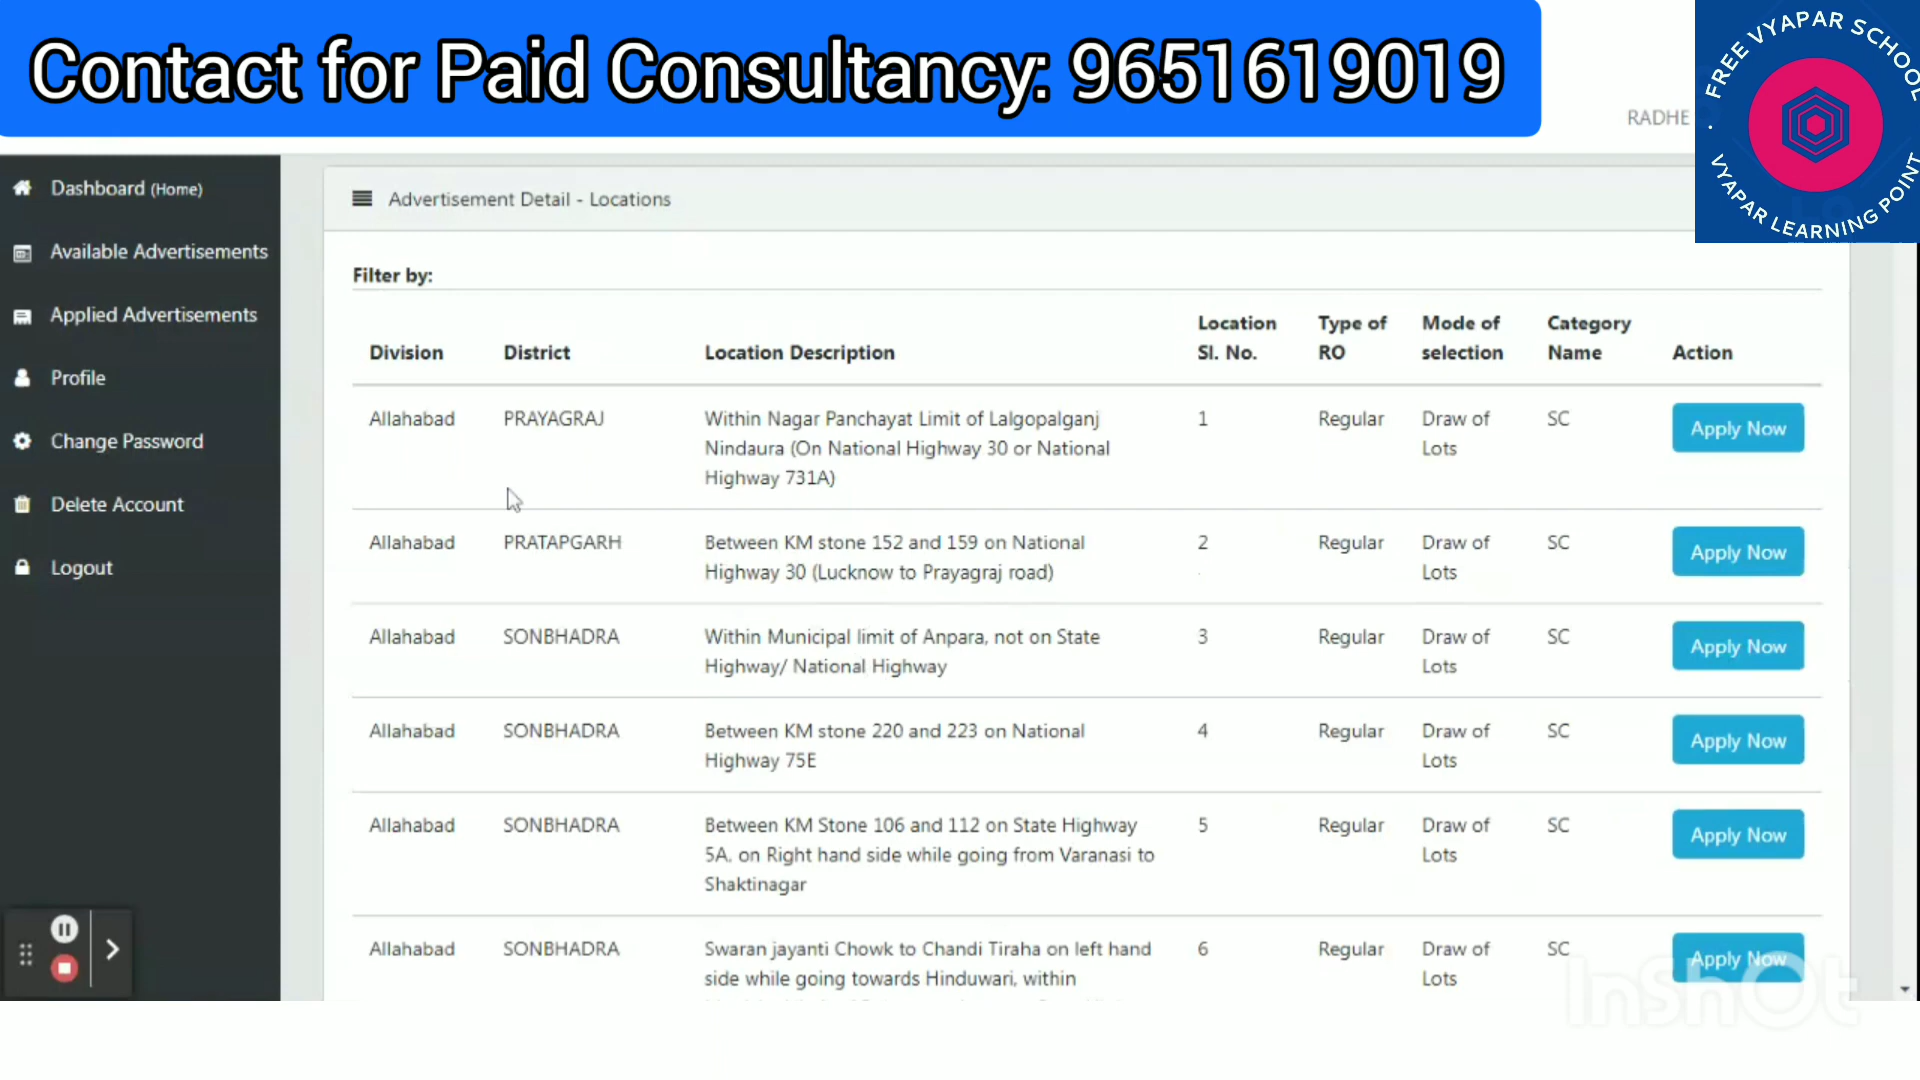 Contact for Paid Consultancy: 9651619019
FREE VYAPAR SCHOOL
VYAPAR LEARNING POINT
RADHE
Dashboard (Home)
Available Advertisements
Applied Advertisements
Profile
Change Password
Delete Account
Logout
Advertisement Detail - Locations
Filter by:
Division District Location Description Location Sl. No. Type of RO Mode of selection Category Name Action
Allahabad PRAYAGRAJ Within Nagar Panchayat Limit of Lalgopalganj 1 Regular Draw of SC Apply Now
Nindaura (On National Highway 30 or National Lots
Highway 731A)
Allahabad PRATAPGARH Between KM stone 152 and 159 on National 2 Regular Draw of SC Apply Now
Highway 30 (Lucknow to Prayagraj road) Lots
Allahabad SONBHADRA Within Municipal limit of Anpara, not on State 3 Regular Draw of SC Apply Now
Highway/ National Highway Lots
Allahabad SONBHADRA Between KM stone 220 and 223 on National 4 Regular Draw of SC Apply Now
Highway 75E Lots
Allahabad SONBHADRA Between KM Stone 106 and 112 on State Highway 5 Regular Draw of SC Apply Now
5A. on Right hand side while going from Varanasi to Lots
Shaktinagar
Allahabad SONBHADRA Swaran jayanti Chowk to Chandi Tiraha on left hand 6 Regular Draw of SC Apply Now
side while going towards Hinduwari, within Lots
InShOt